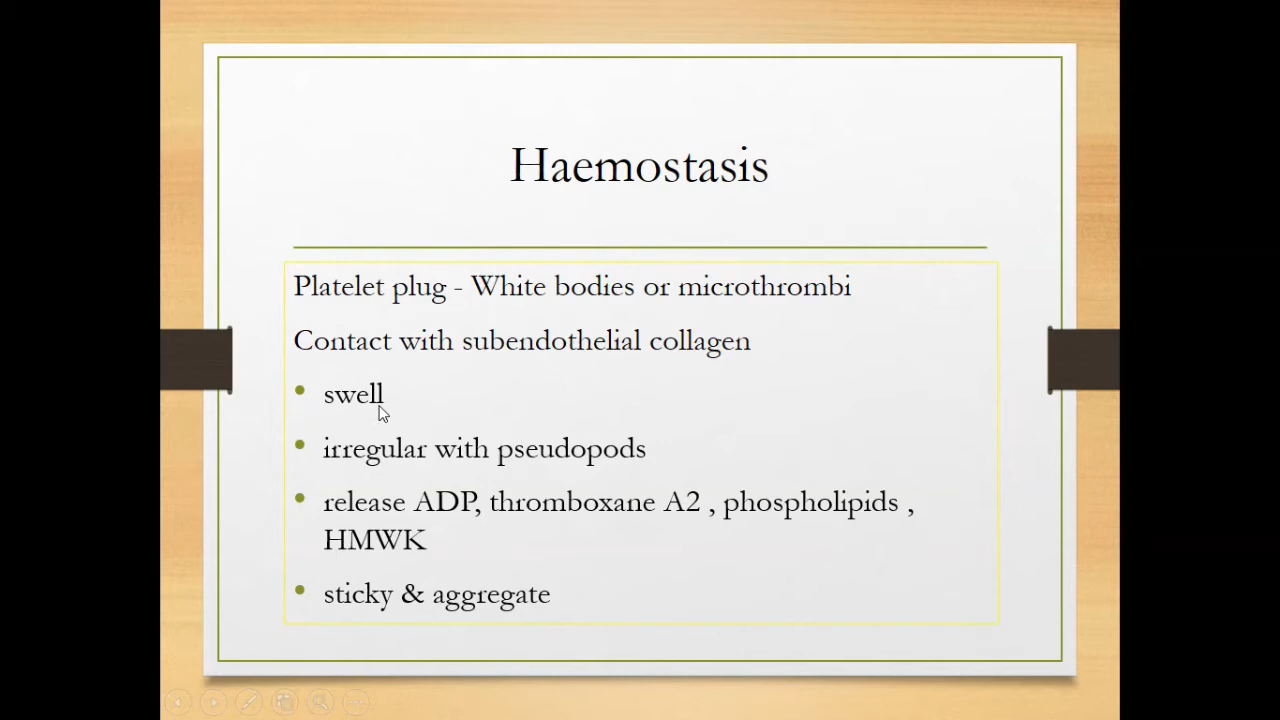 Haemostasis
Platelet plug - White bodies or microthrombi
Contact with subendothelial collagen
• swell
• irregular with pseudopods
• release ADP, thromboxane A2 , phospholipids ,
HMWK
• sticky & aggregate